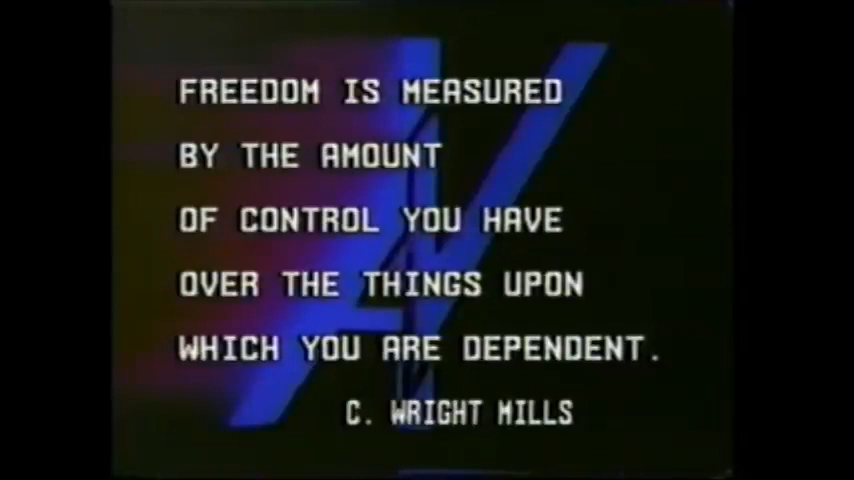 FREEDOM IS MEASURED
BY THE AMOUNT
OF CONTROL YOU HAVE
OVER THE THINGS UPON
WHICH YOU ARE DEPENDENT.
C. WRIGHT MILLS